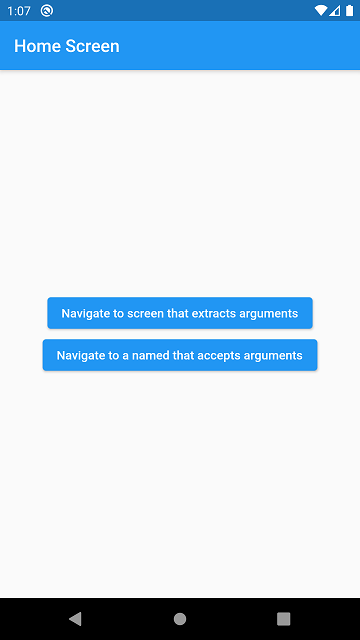 1:07
Home Screen
Navigate to screen that extracts arguments
Navigate to a named that accepts arguments